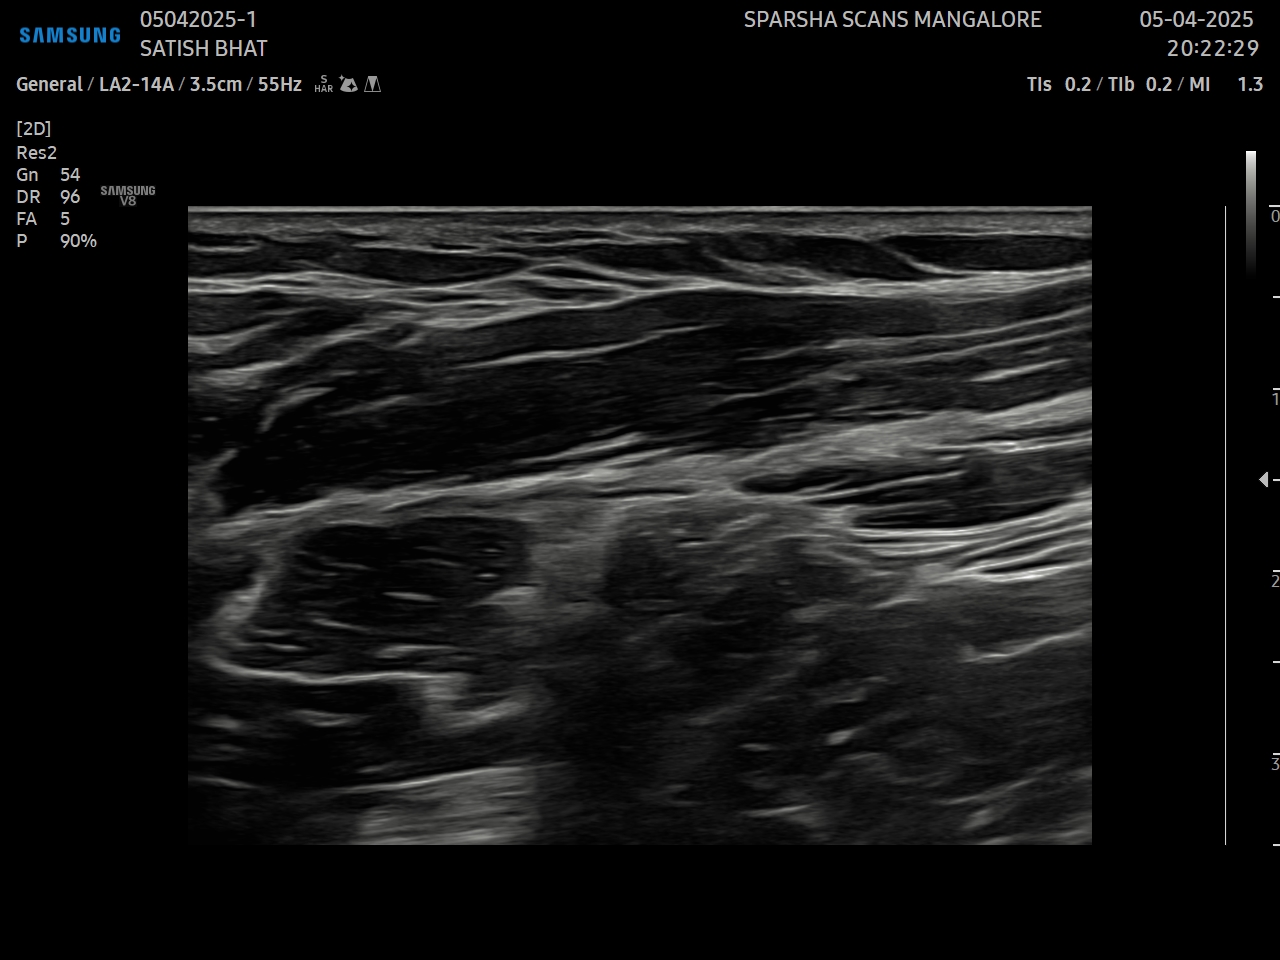 SAMSUNG
05042025-1
SATISH BHAT
SPARSHA SCANS MANGALORE
05-04-2025
20:22:29
General / LA2-14A / 3.5cm / 55Hz
S
HAR
TIs 0.2 / TIb 0.2 / MI 1.3
[2D]
Res2
Gn 54
DR 96
FA 5
P 90%
SAMSUNG
V8
0
1
2
3